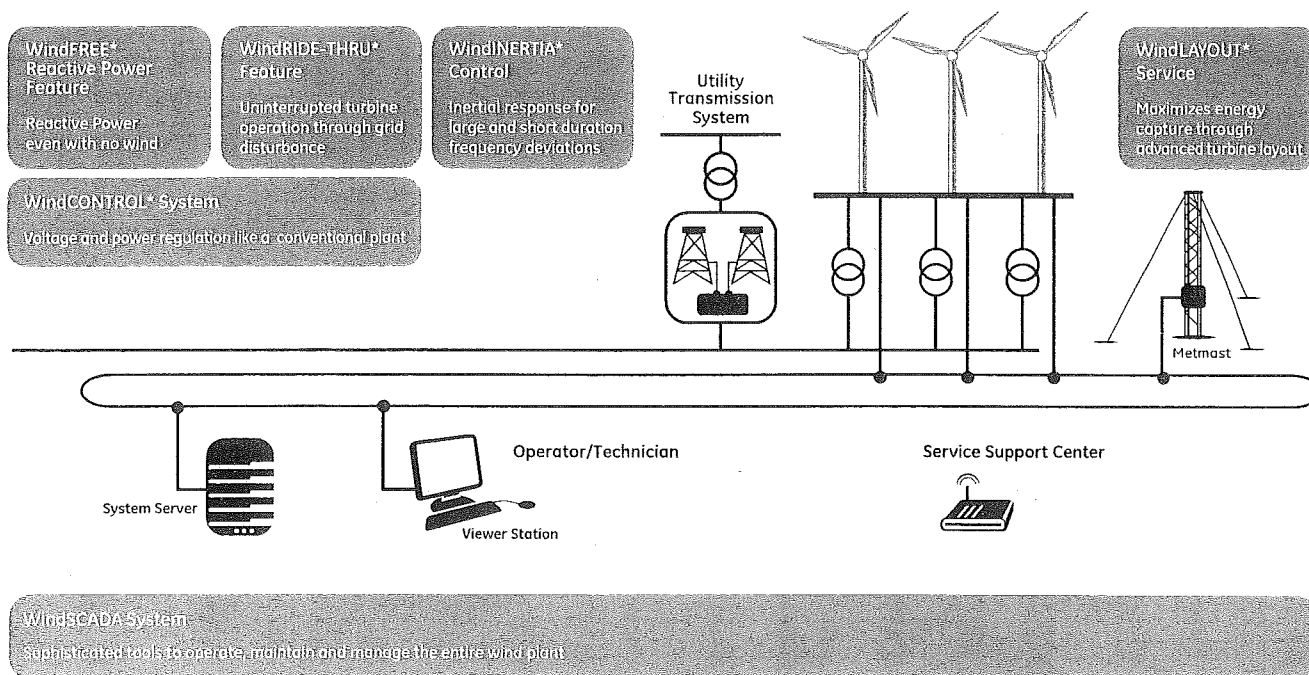 WindFREE*
Reactive Power
Feature
Reactive Power
even with no wind
WindRIDE-THRU*
Feature
Uninterrupted turbine
operation through grid
disturbance
WindINERTIA*
Control
Inertial response for
large and short duration
frequency deviations
Utility
Transmission
System
WindLAYOUT*
Service
Maximizes energy
capture through
advanced turbine layout
WindCONTROL* System
Voltage and power regulation like a conventional plant
Metmast
Operator/Technician
Service Support Center
System Server
Viewer Station
WindSCADA System
Sophisticated tools to operate, maintain and manage the entire wind plant